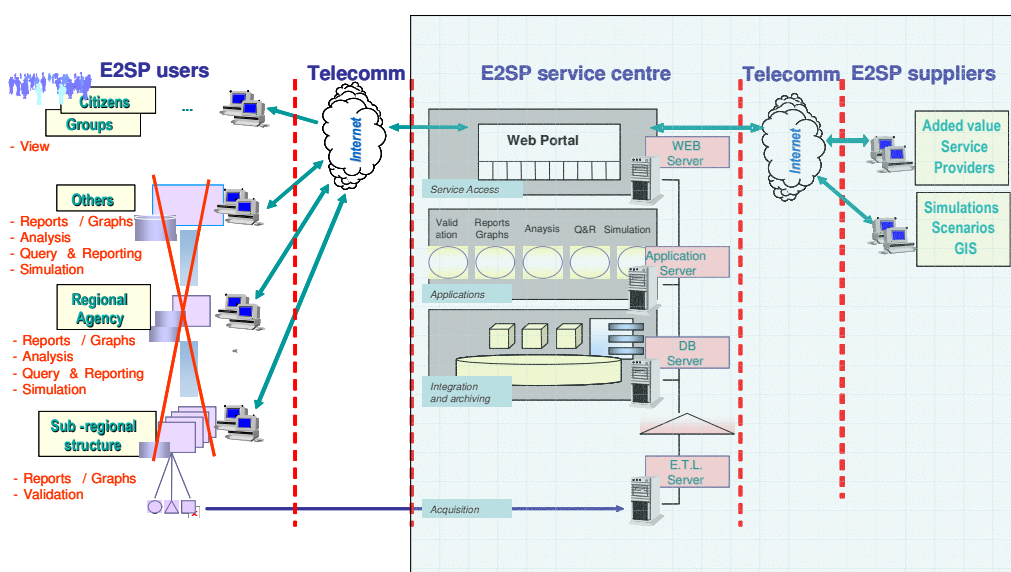 E2SP users
Telecomm
E2SP service centre
Telecomm
E2SP suppliers
Citizens
Groups
...
- View
Internet
Web Portal
WEB
Server
Service Access
Internet
Added value
Service
Providers
Others
- Reports / Graphs
- Analysis
- Query & Reporting
- Simulation
Valid
ation
Reports
Graphs
Anaysis
Q&R
Simulation
Application
Server
Applications
Simulations
Scenarios
GIS
Regional
Agency
- Reports / Graphs
- Analysis
- Query & Reporting
- Simulation
DB
Server
Integration
and archiving
Sub -regional
structure
- Reports / Graphs
- Validation
E.T.L.
Server
Acquisition